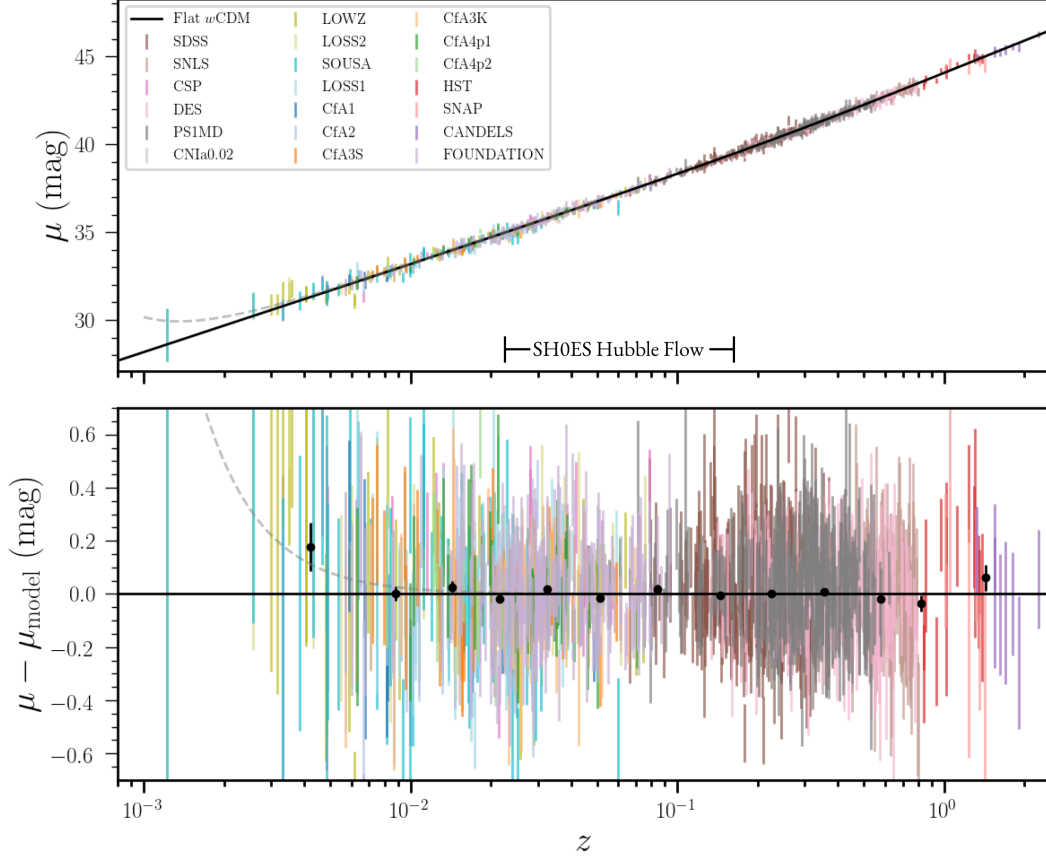 Flat wCDM
SDSS
SNLS
CSP
DES
PS1MD
CNIa0.02
LOWZ
LOSS2
SOUSA
LOSS1
CfA1
CfA2
CfA3S
CfA3K
CfA4p1
CfA4p2
HST
SNAP
CANDELS
FOUNDATION
45
40
35
30
μ (mag)
SH0ES Hubble Flow
0.6
0.4
0.2
0.0
−0.2
−0.4
−0.6
μ − μ_model (mag)
10⁻³ 10⁻² 10⁻¹ 10⁰
z